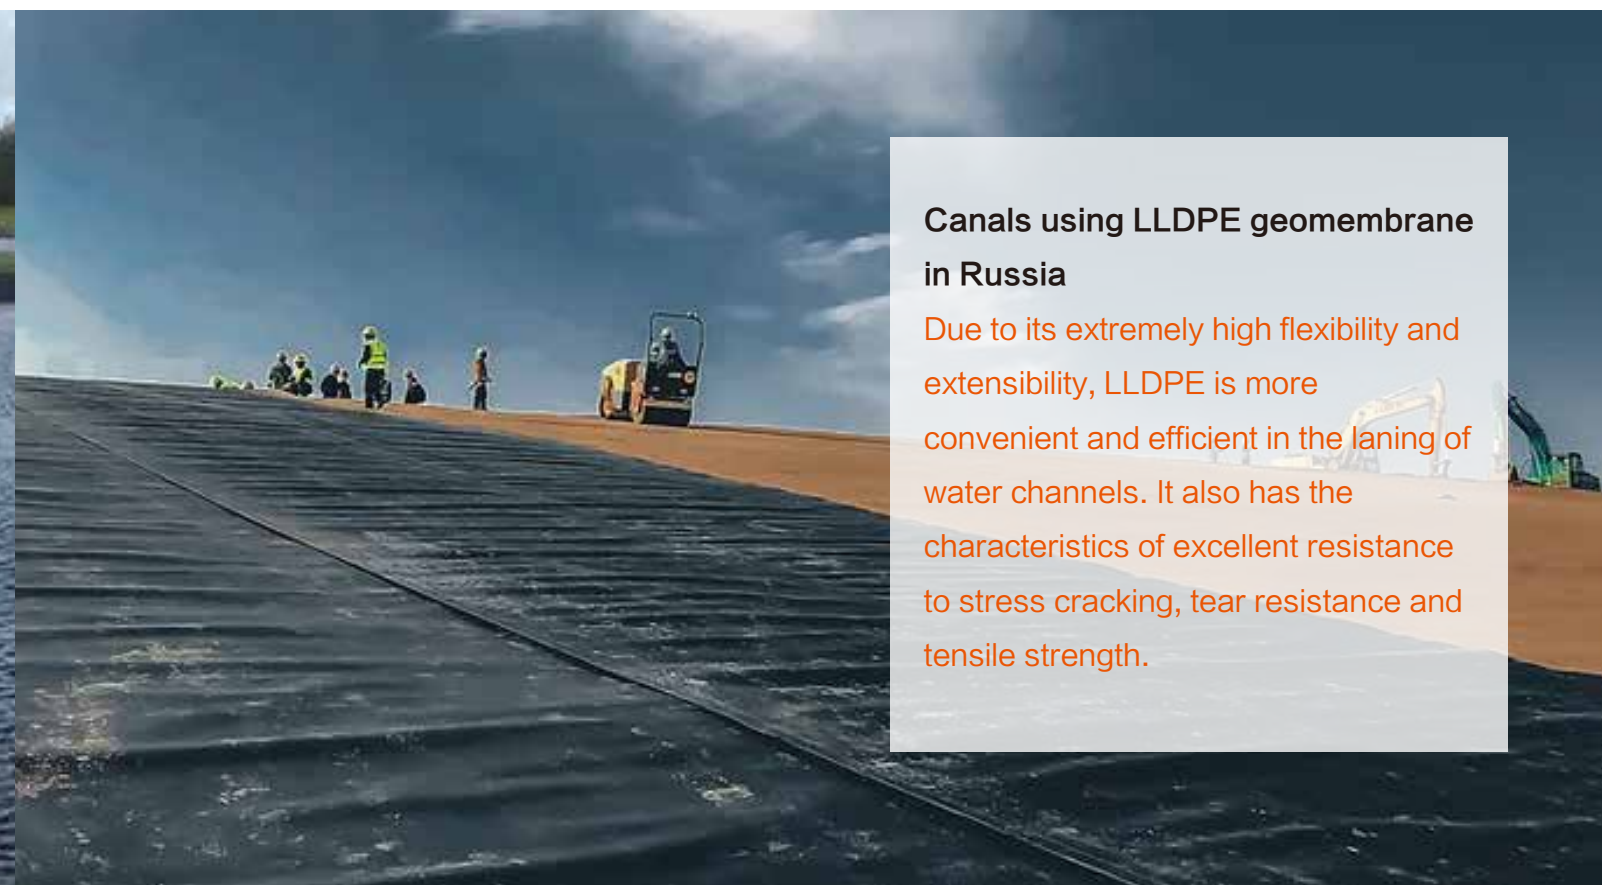 Canals using LLDPE geomembrane
in Russia
Due to its extremely high flexibility and
extensibility, LLDPE is more
convenient and efficient in the laning of
water channels. It also has the
characteristics of excellent resistance
to stress cracking, tear resistance and
tensile strength.